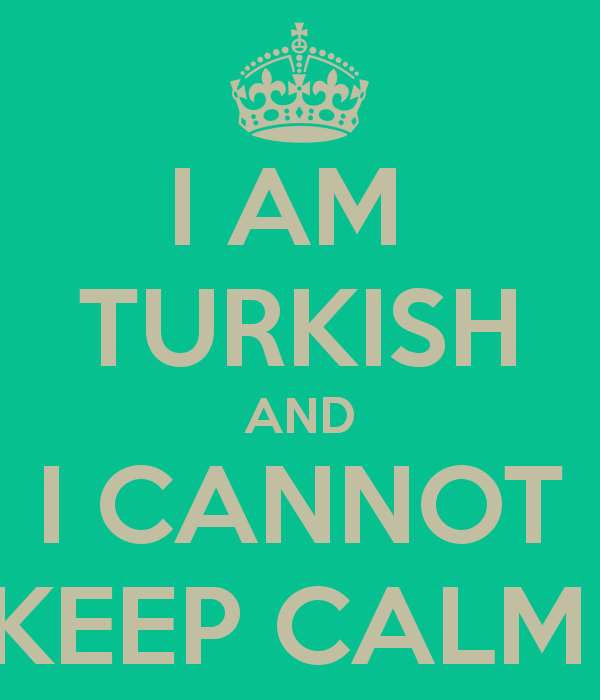 I AM
TURKISH
AND
I CANNOT
KEEP CALM